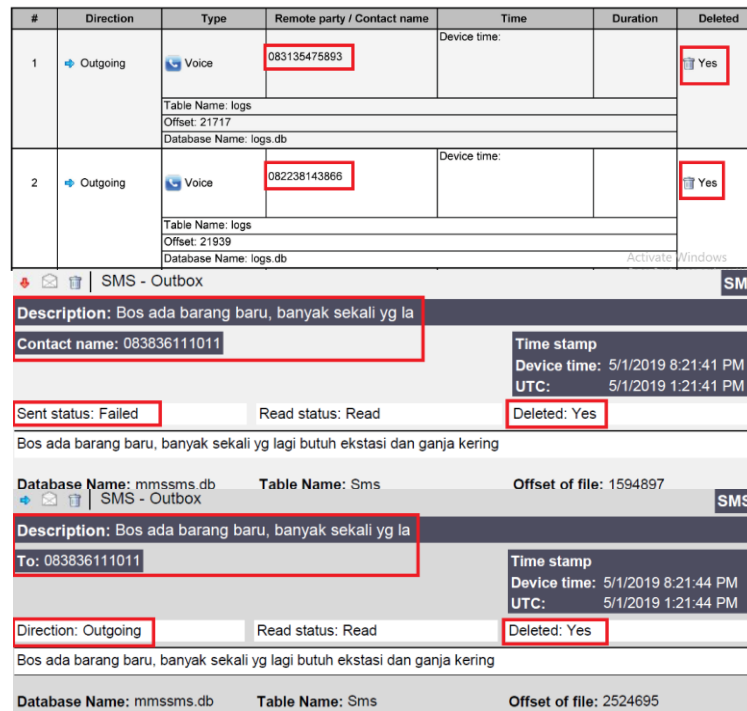 # Direction Type Remote party / Contact name Time Duration Deleted
1 Outgoing Voice 083135475893 Device time: Yes
Table Name: logs
Offset: 21717
Database Name: logs.db
2 Outgoing Voice 082238143866 Device time: Yes
Table Name: logs
Offset: 21939
Database Name: logs.db
Activate Windows
SMS - Outbox SM
Description: Bos ada barang baru, banyak sekali yg la
Contact name: 083836111011 Time stamp
Device time: 5/1/2019 8:21:41 PM
UTC: 5/1/2019 1:21:41 PM
Sent status: Failed Read status: Read Deleted: Yes
Bos ada barang baru, banyak sekali yg lagi butuh ekstasi dan ganja kering
Database Name: mmssms.db Table Name: Sms Offset of file: 1594897
SMS - Outbox SMS
Description: Bos ada barang baru, banyak sekali yg la
To: 083836111011 Time stamp
Device time: 5/1/2019 8:21:44 PM
UTC: 5/1/2019 1:21:44 PM
Direction: Outgoing Read status: Read Deleted: Yes
Bos ada barang baru, banyak sekali yg lagi butuh ekstasi dan ganja kering
Database Name: mmssms.db Table Name: Sms Offset of file: 2524695